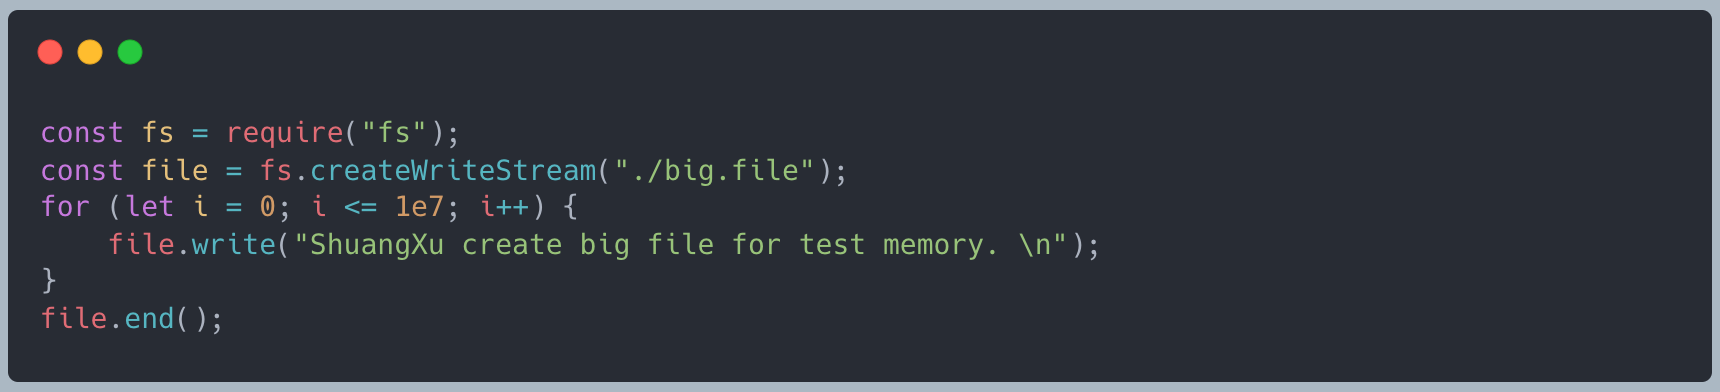 const fs = require("fs");
const file = fs.createWriteStream("./big.file");
for (let i = 0; i <= 1e7; i++) {
    file.write("ShuangXu create big file for test memory. \n");
}
file.end();